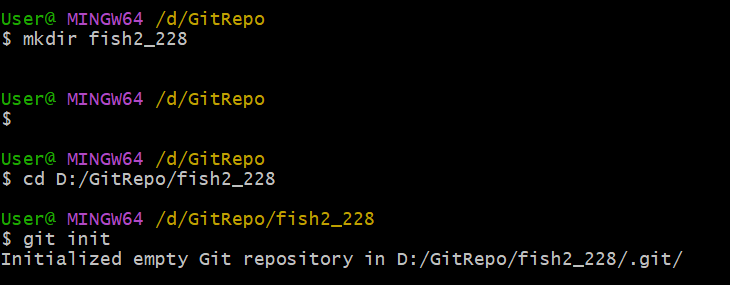 User@ MINGW64 /d/GitRepo
$ mkdir fish2_228
User@ MINGW64 /d/GitRepo
$
User@ MINGW64 /d/GitRepo
$ cd D:/GitRepo/fish2_228
User@ MINGW64 /d/GitRepo/fish2_228
$ git init
Initialized empty Git repository in D:/GitRepo/fish2_228/.git/